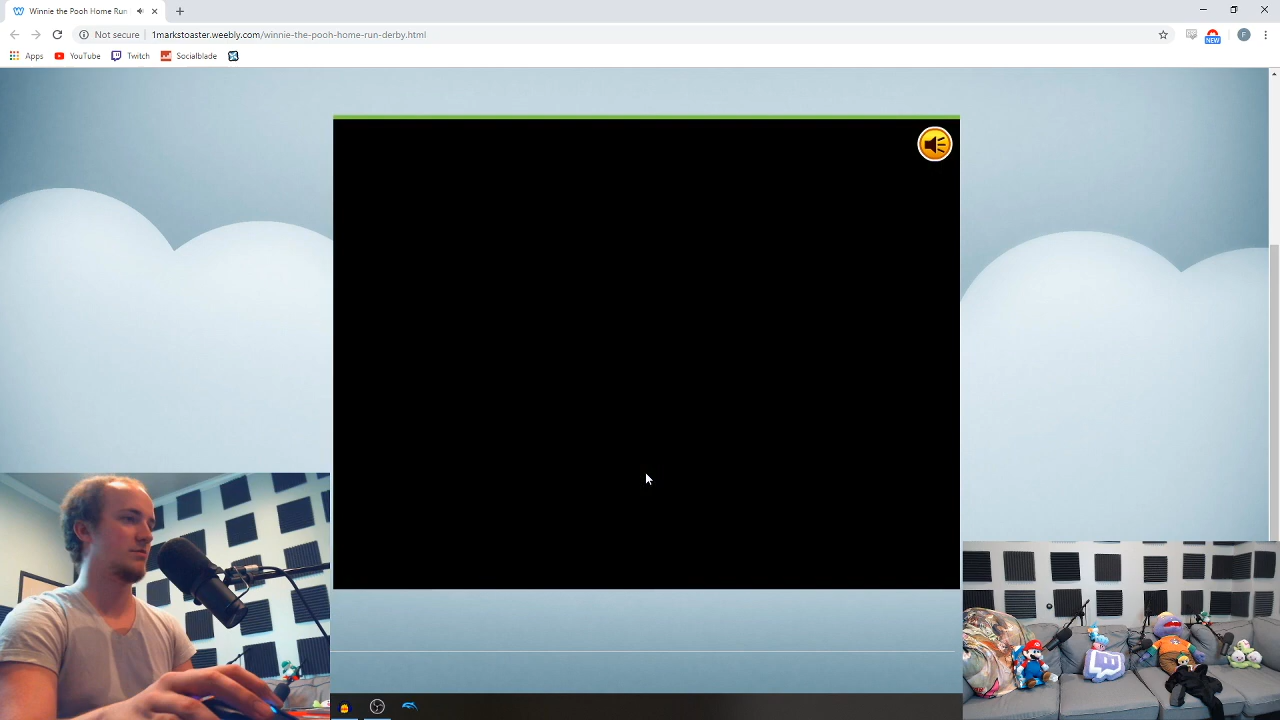 Winnie the Pooh Home Run
Not secure
1markstoaster.weebly.com/winnie-the-pooh-home-run-derby.html
NEW
F
Apps
YouTube
Twitch
Socialblade